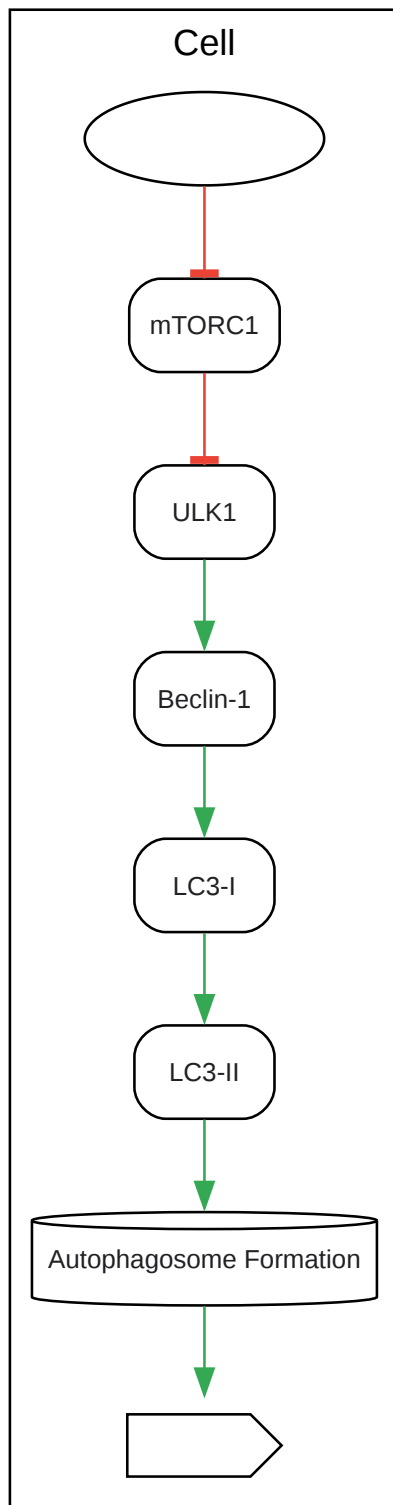 Cell
mTORC1
ULK1
Beclin-1
LC3-I
LC3-II
Autophagosome Formation